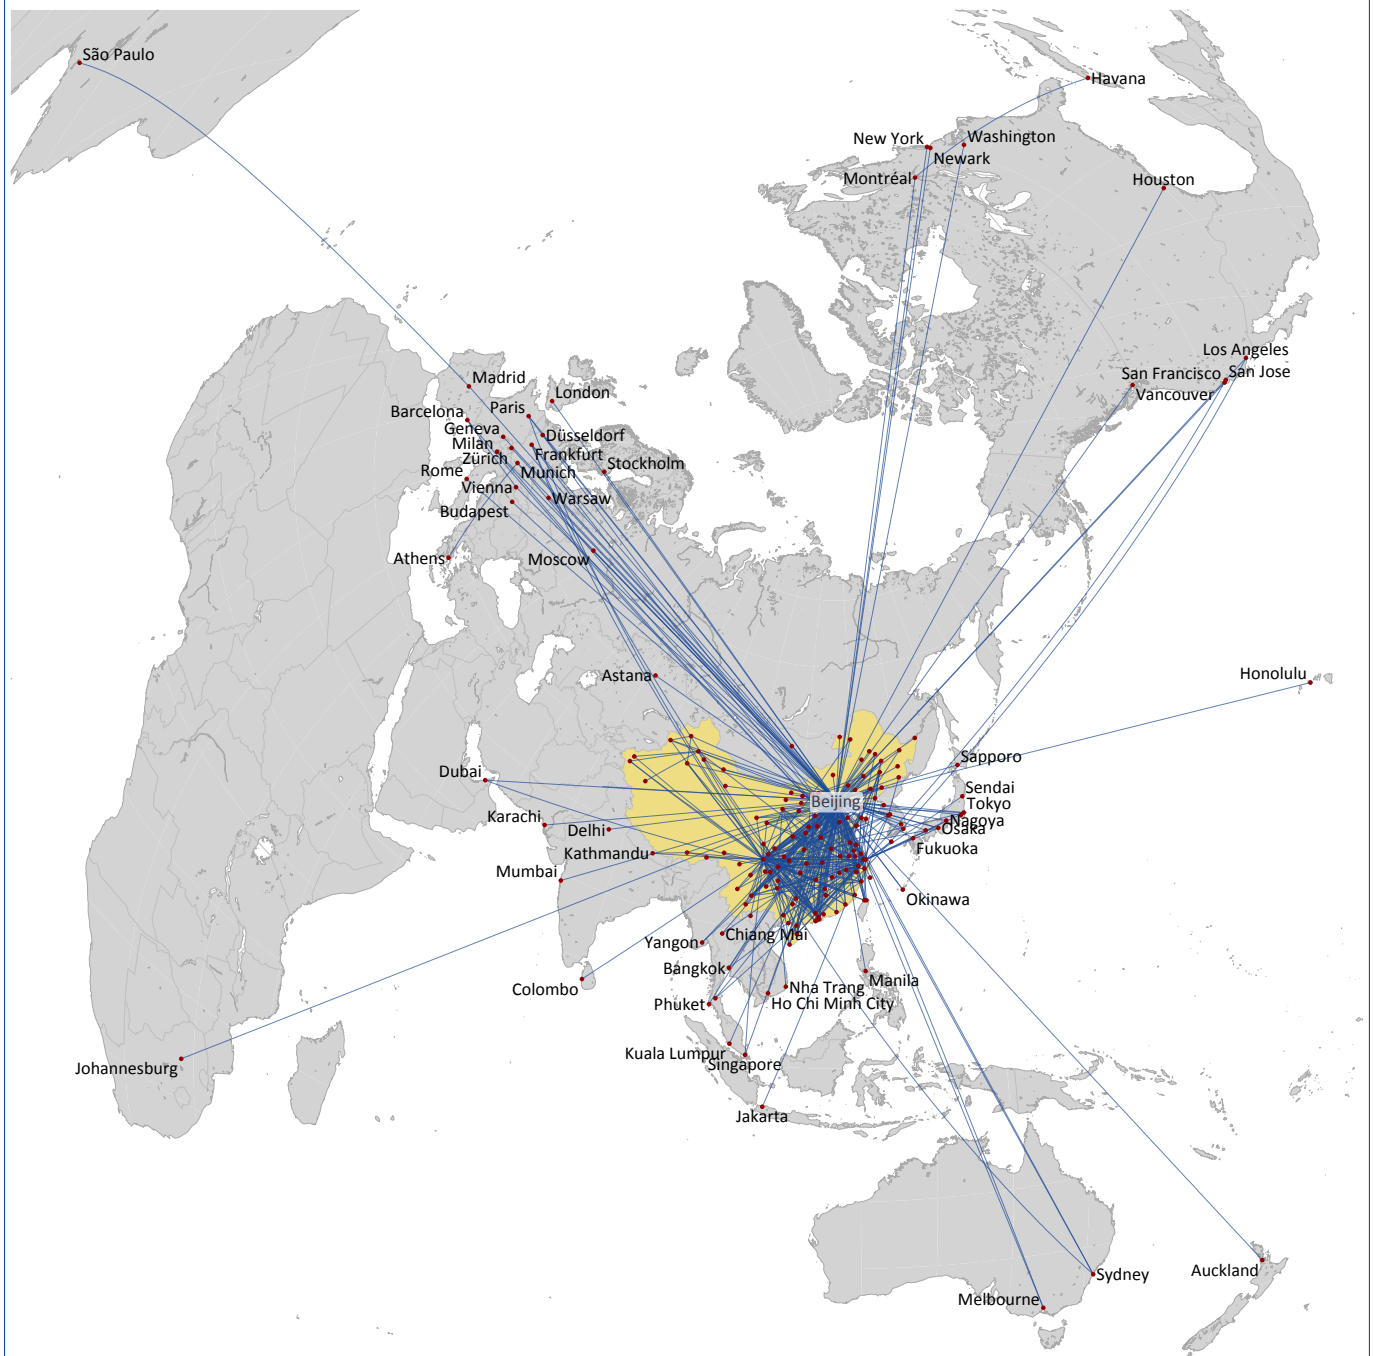 São Paulo
Havana
New York
Washington
Newark
Montréal
Houston
Los Angeles
San Francisco
San Jose
Vancouver
Madrid
London
Paris
Barcelona
Geneva
Düsseldorf
Milan
Frankfurt
Zürich
Stockholm
Rome
Munich
Vienna
Warsaw
Budapest
Athens
Moscow
Astana
Honolulu
Sapporo
Dubai
Sendai
Beijing
Tokyo
Karachi
Nagoya
Delhi
Osaka
Fukuoka
Kathmandu
Mumbai
Okinawa
Chiang Mai
Yangon
Bangkok
Manila
Colombo
Nha Trang
Phuket
Ho Chi Minh City
Kuala Lumpur
Singapore
Johannesburg
Jakarta
Auckland
Sydney
Melbourne